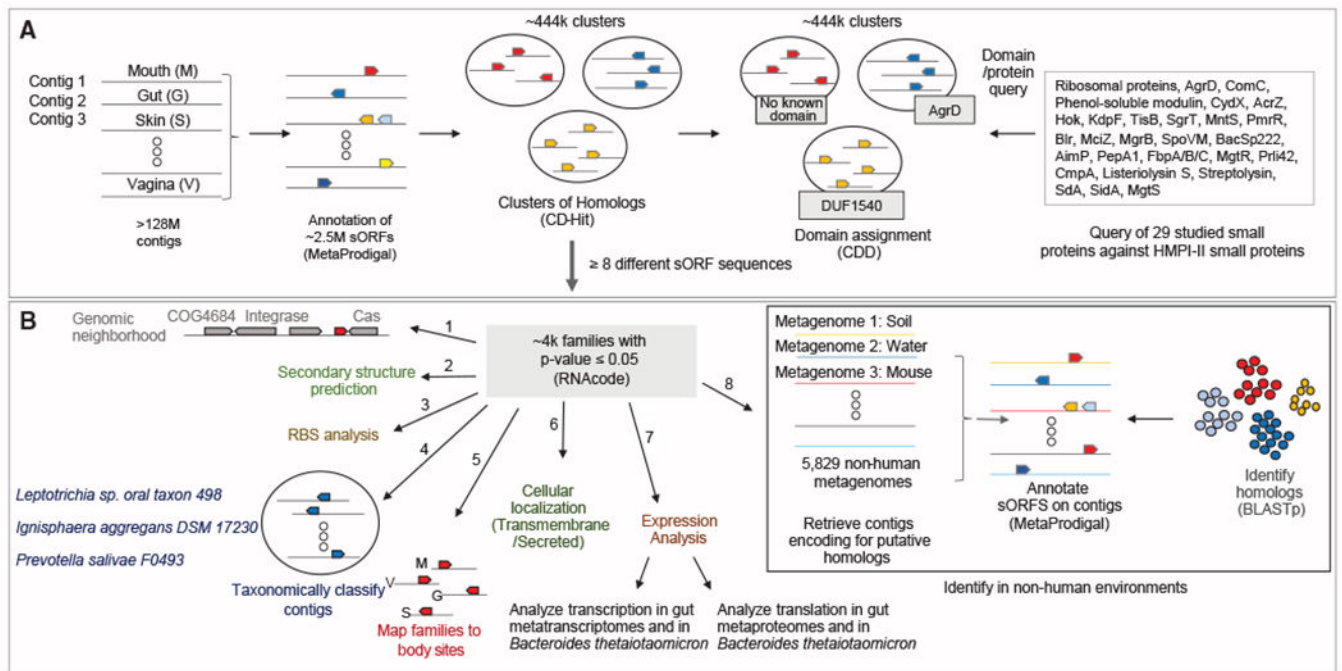 A
Contig 1
Contig 2
Contig 3
Mouth (M)
Gut (G)
Skin (S)
Vagina (V)
>128M
contigs
Annotation of
~2.5M sORFs
(MetaProdigal)
~444k clusters
Clusters of Homologs
(CD-Hit)
≥ 8 different sORF sequences
~444k clusters
No known
domain
AgrD
DUF1540
Domain assignment
(CDD)
Domain
/protein
query
Ribosomal proteins, AgrD, ComC,
Phenol-soluble modulin, CydX, AcrZ,
Hok, KdpF, TisB, SgrT, MntS, PmrR,
Blr, MciZ, MgrB, SpoVM, BacSp222,
AimP, PepA1, FbpA/B/C, MgtR, Prli42,
CmpA, Listeriolysin S, Streptolysin,
SdA, SidA, MgtS
Query of 29 studied small
proteins against HMPI-II small proteins
B
Genomic
neighborhood
COG4684 Integrase Cas
1
Secondary structure
prediction
2
RBS analysis
3
4
5
6
7
8
~4k families with
p-value ≤ 0.05
(RNAcode)
Leptotrichia sp. oral taxon 498
Ignisphaera aggregans DSM 17230
Prevotella salivae F0493
Taxonomically classify
contigs
M
V
G
S
Map families to
body sites
Cellular
localization
(Transmembrane
/Secreted)
Expression
Analysis
Analyze transcription in gut
metatranscriptomes and in
Bacteroides thetaiotaomicron
Analyze translation in gut
metaproteomes and in
Bacteroides thetaiotaomicron
Metagenome 1: Soil
Metagenome 2: Water
Metagenome 3: Mouse
5,829 non-human
metagenomes
Retrieve contigs
encoding for putative
homologs
Annotate
sORFS on contigs
(MetaProdigal)
Identify
homologs
(BLASTp)
Identify in non-human environments